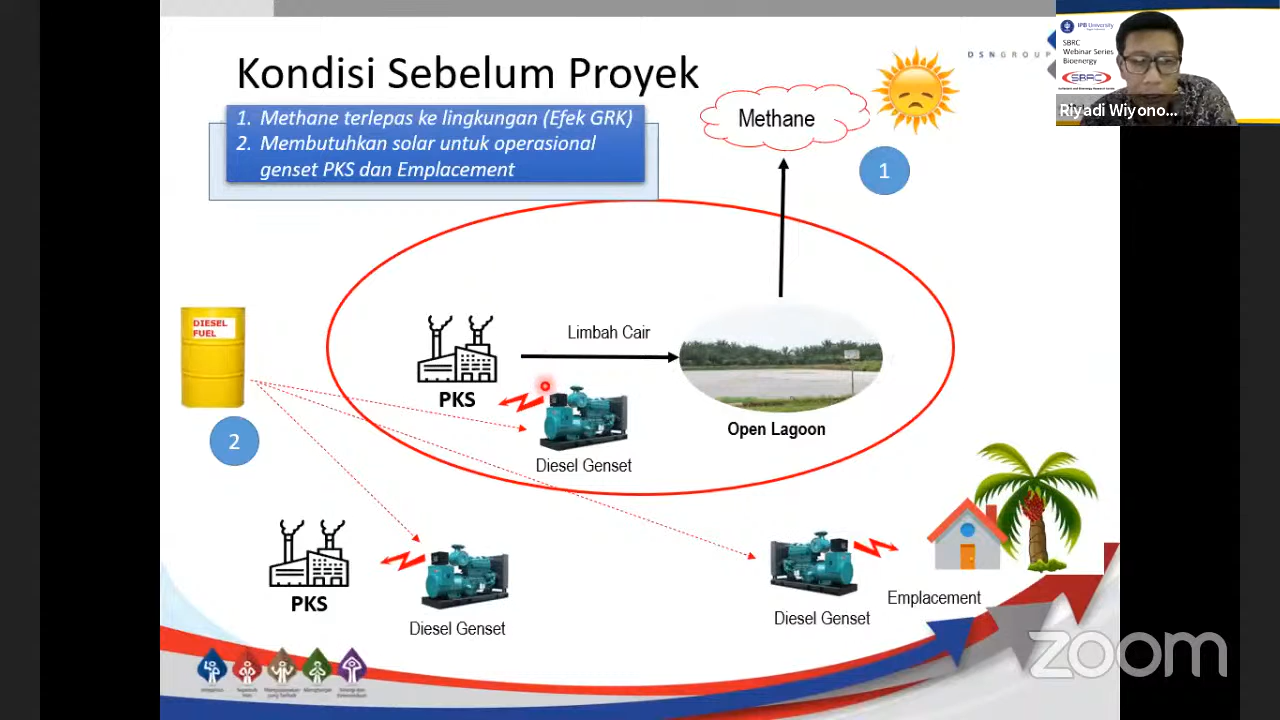 Kondisi Sebelum Proyek
1. Methane terlepas ke lingkungan (Efek GRK)
2. Membutuhkan solar untuk operasional
genset PKS dan Emplacement
Methane
1
DSNGROUP
IPB University
SBRC
Webinar Series
Bioenergy
SBRC
Riyadi Wiyono...
DIESEL
FUEL
2
Limbah Cair
PKS
Diesel Genset
Open Lagoon
PKS
Diesel Genset
Diesel Genset
Emplacement
zoom